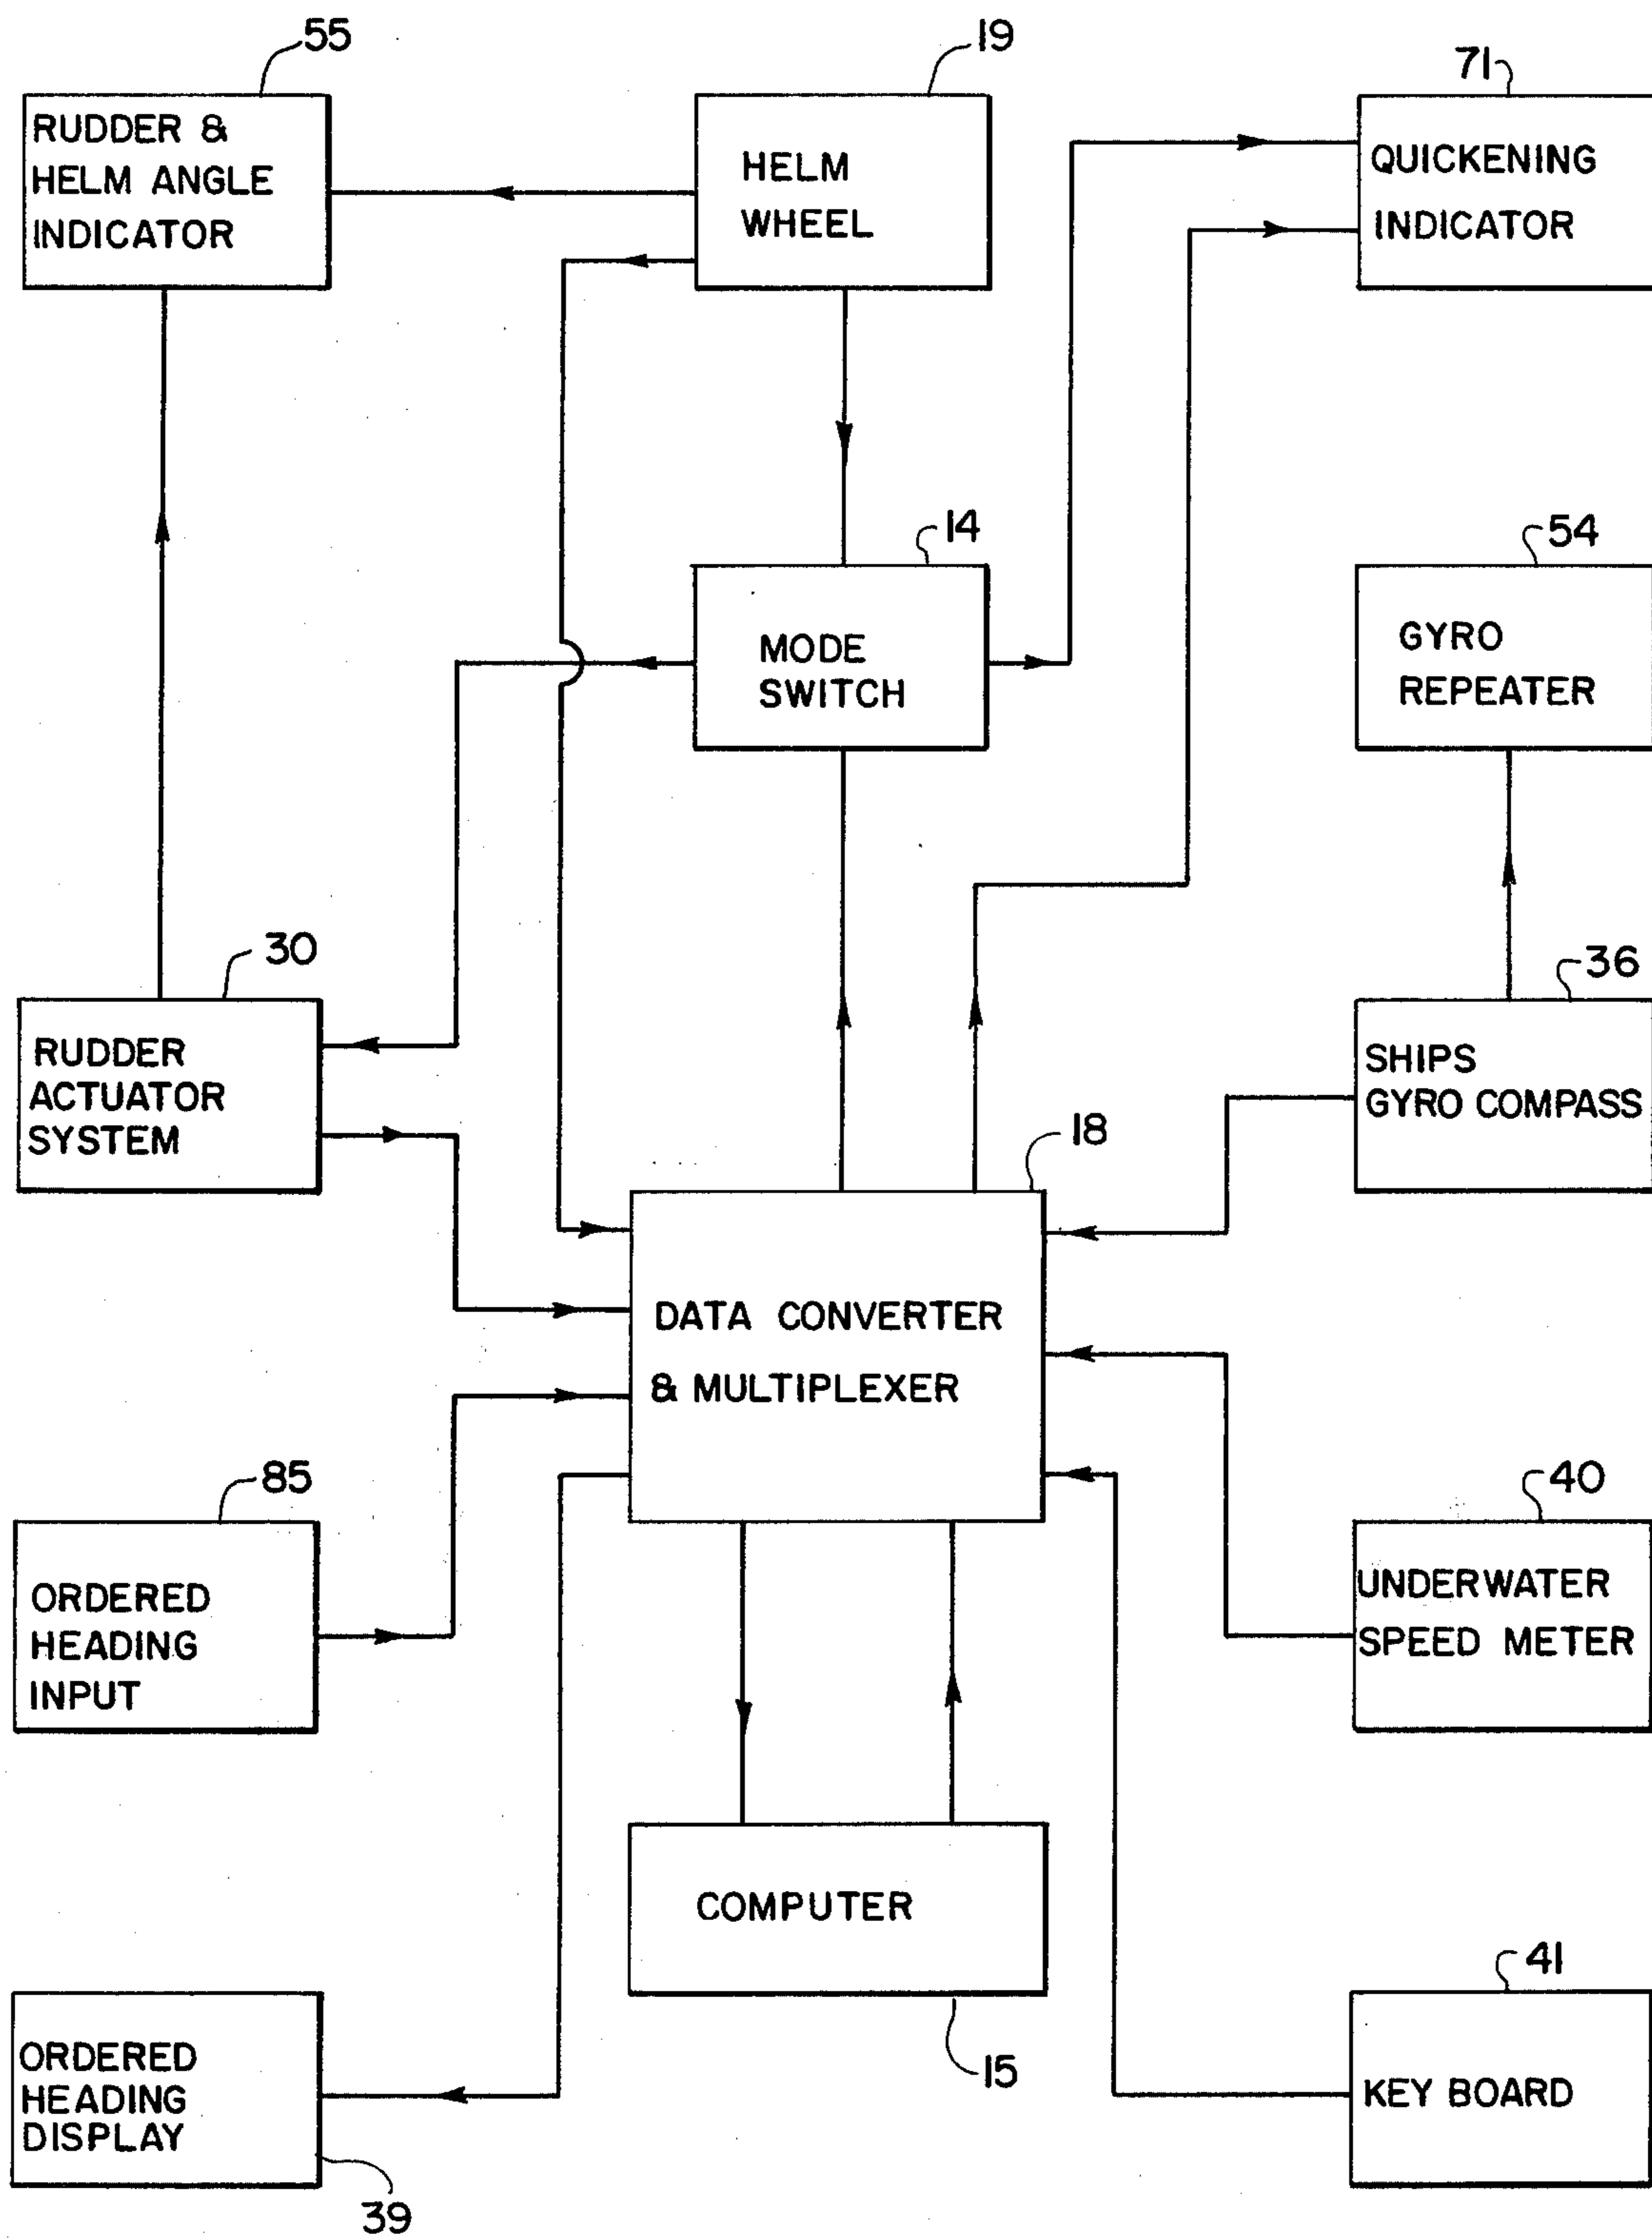 55
19
71
RUDDER &
HELM ANGLE
INDICATOR
HELM
WHEEL
QUICKENING
INDICATOR
14
54
MODE
SWITCH
GYRO
REPEATER
30
36
RUDDER
ACTUATOR
SYSTEM
SHIPS
GYRO COMPASS
18
DATA CONVERTER
& MULTIPLEXER
85
40
ORDERED
HEADING
INPUT
UNDERWATER
SPEED METER
COMPUTER
15
41
ORDERED
HEADING
DISPLAY
KEY BOARD
39